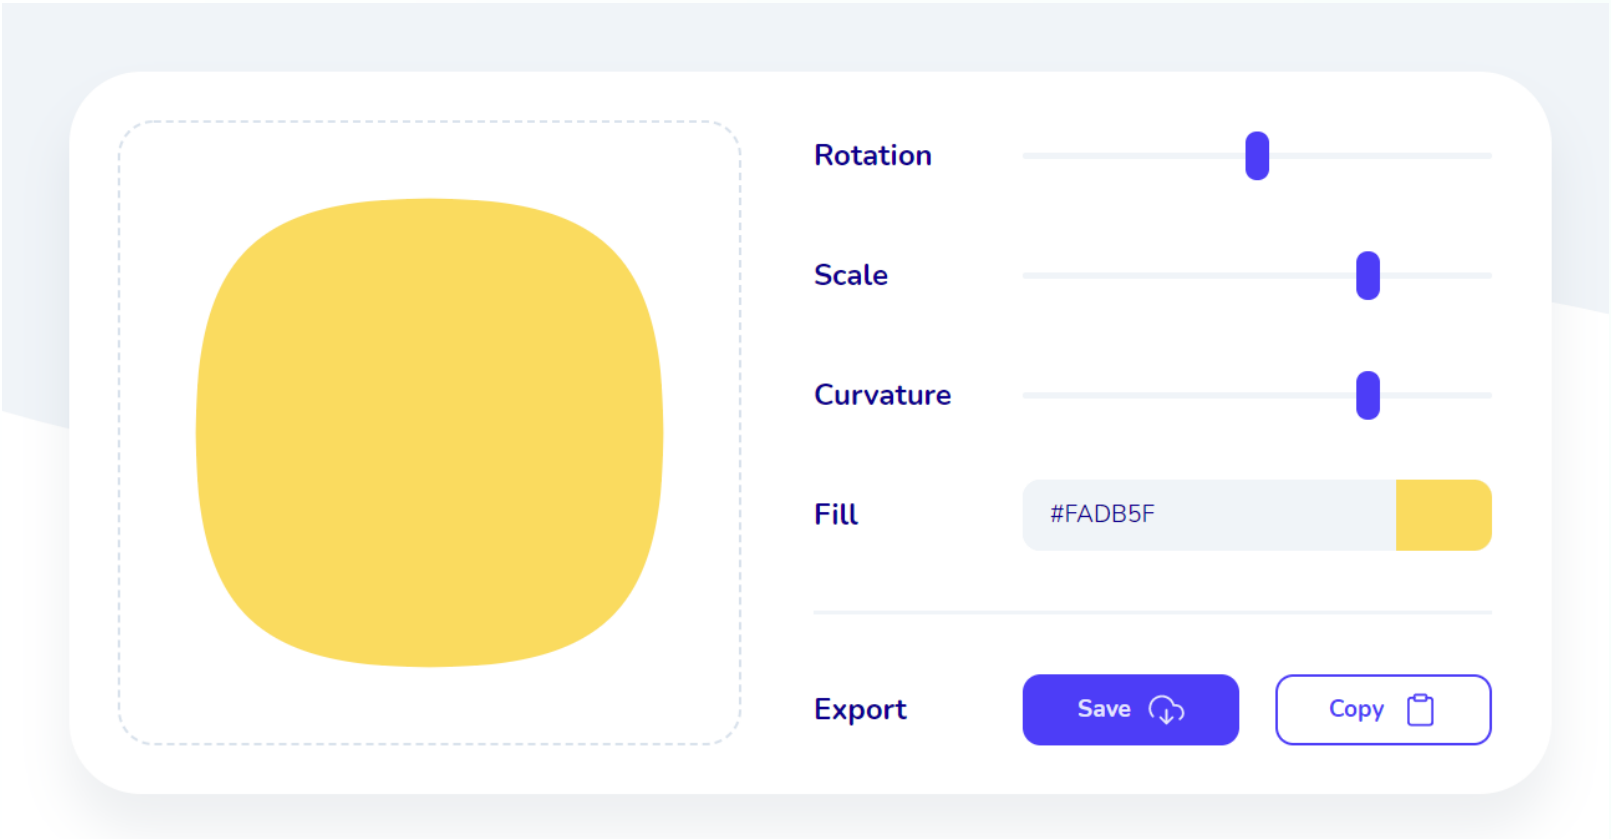 Rotation
Scale
Curvature
Fill
#FADB5F
Export
Save
Copy